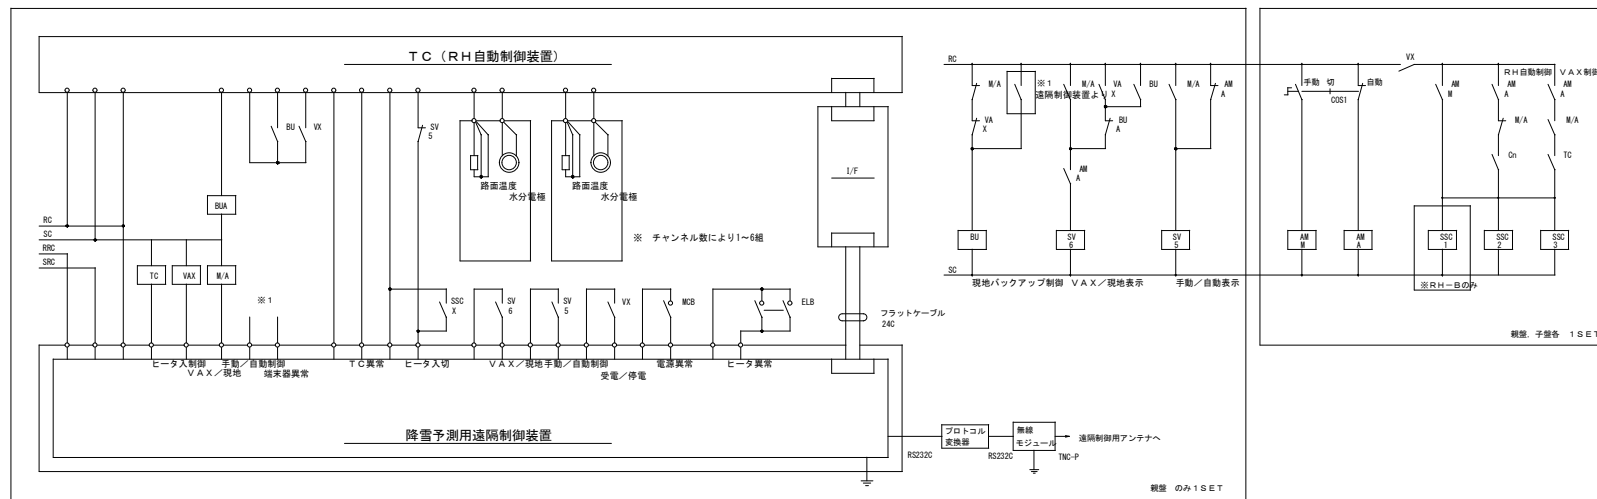 TC（RH自動制御装置）
BU
VX
SV
5
路面温度
水分電極
路面温度
水分電極
I/F
BUA
RC
SC
RRC
SRC
※ チャンネル数により1～6組
TC
VAX
M/A
※1
SSC
X
SV
6
SV
5
VX
MCB
ELB
フラットケーブル
24C
ヒータ入制御
VAX／現地
手動／自動制御
端末器異常
TC異常
ヒータ入切
VAX／現地
手動／自動制御
受電／停電
電源異常
ヒータ異常
降雪予測用遠隔制御装置
RS232C
プロトコル
変換器
RS232C
無線
モジュール
TNC-P
遠隔制御用アンテナへ
親盤 のみ1SET
RC
M/A
※1
遠隔制御装置より
VA
X
M/A
VA
X
BU
BU
A
AM
A
M/A
AM
A
BU
SV
6
SV
5
SC
現地バックアップ制御
VAX／現地表示
手動／自動表示
VX
手動 切 自動
COS1
RH自動制御
VAX制御
AM
M
AM
A
AM
A
M/A
M/A
Cn
TC
AM
M
AM
A
SSC
1
SSC
2
SSC
3
※RH－Bのみ
親盤、子盤各 1SET